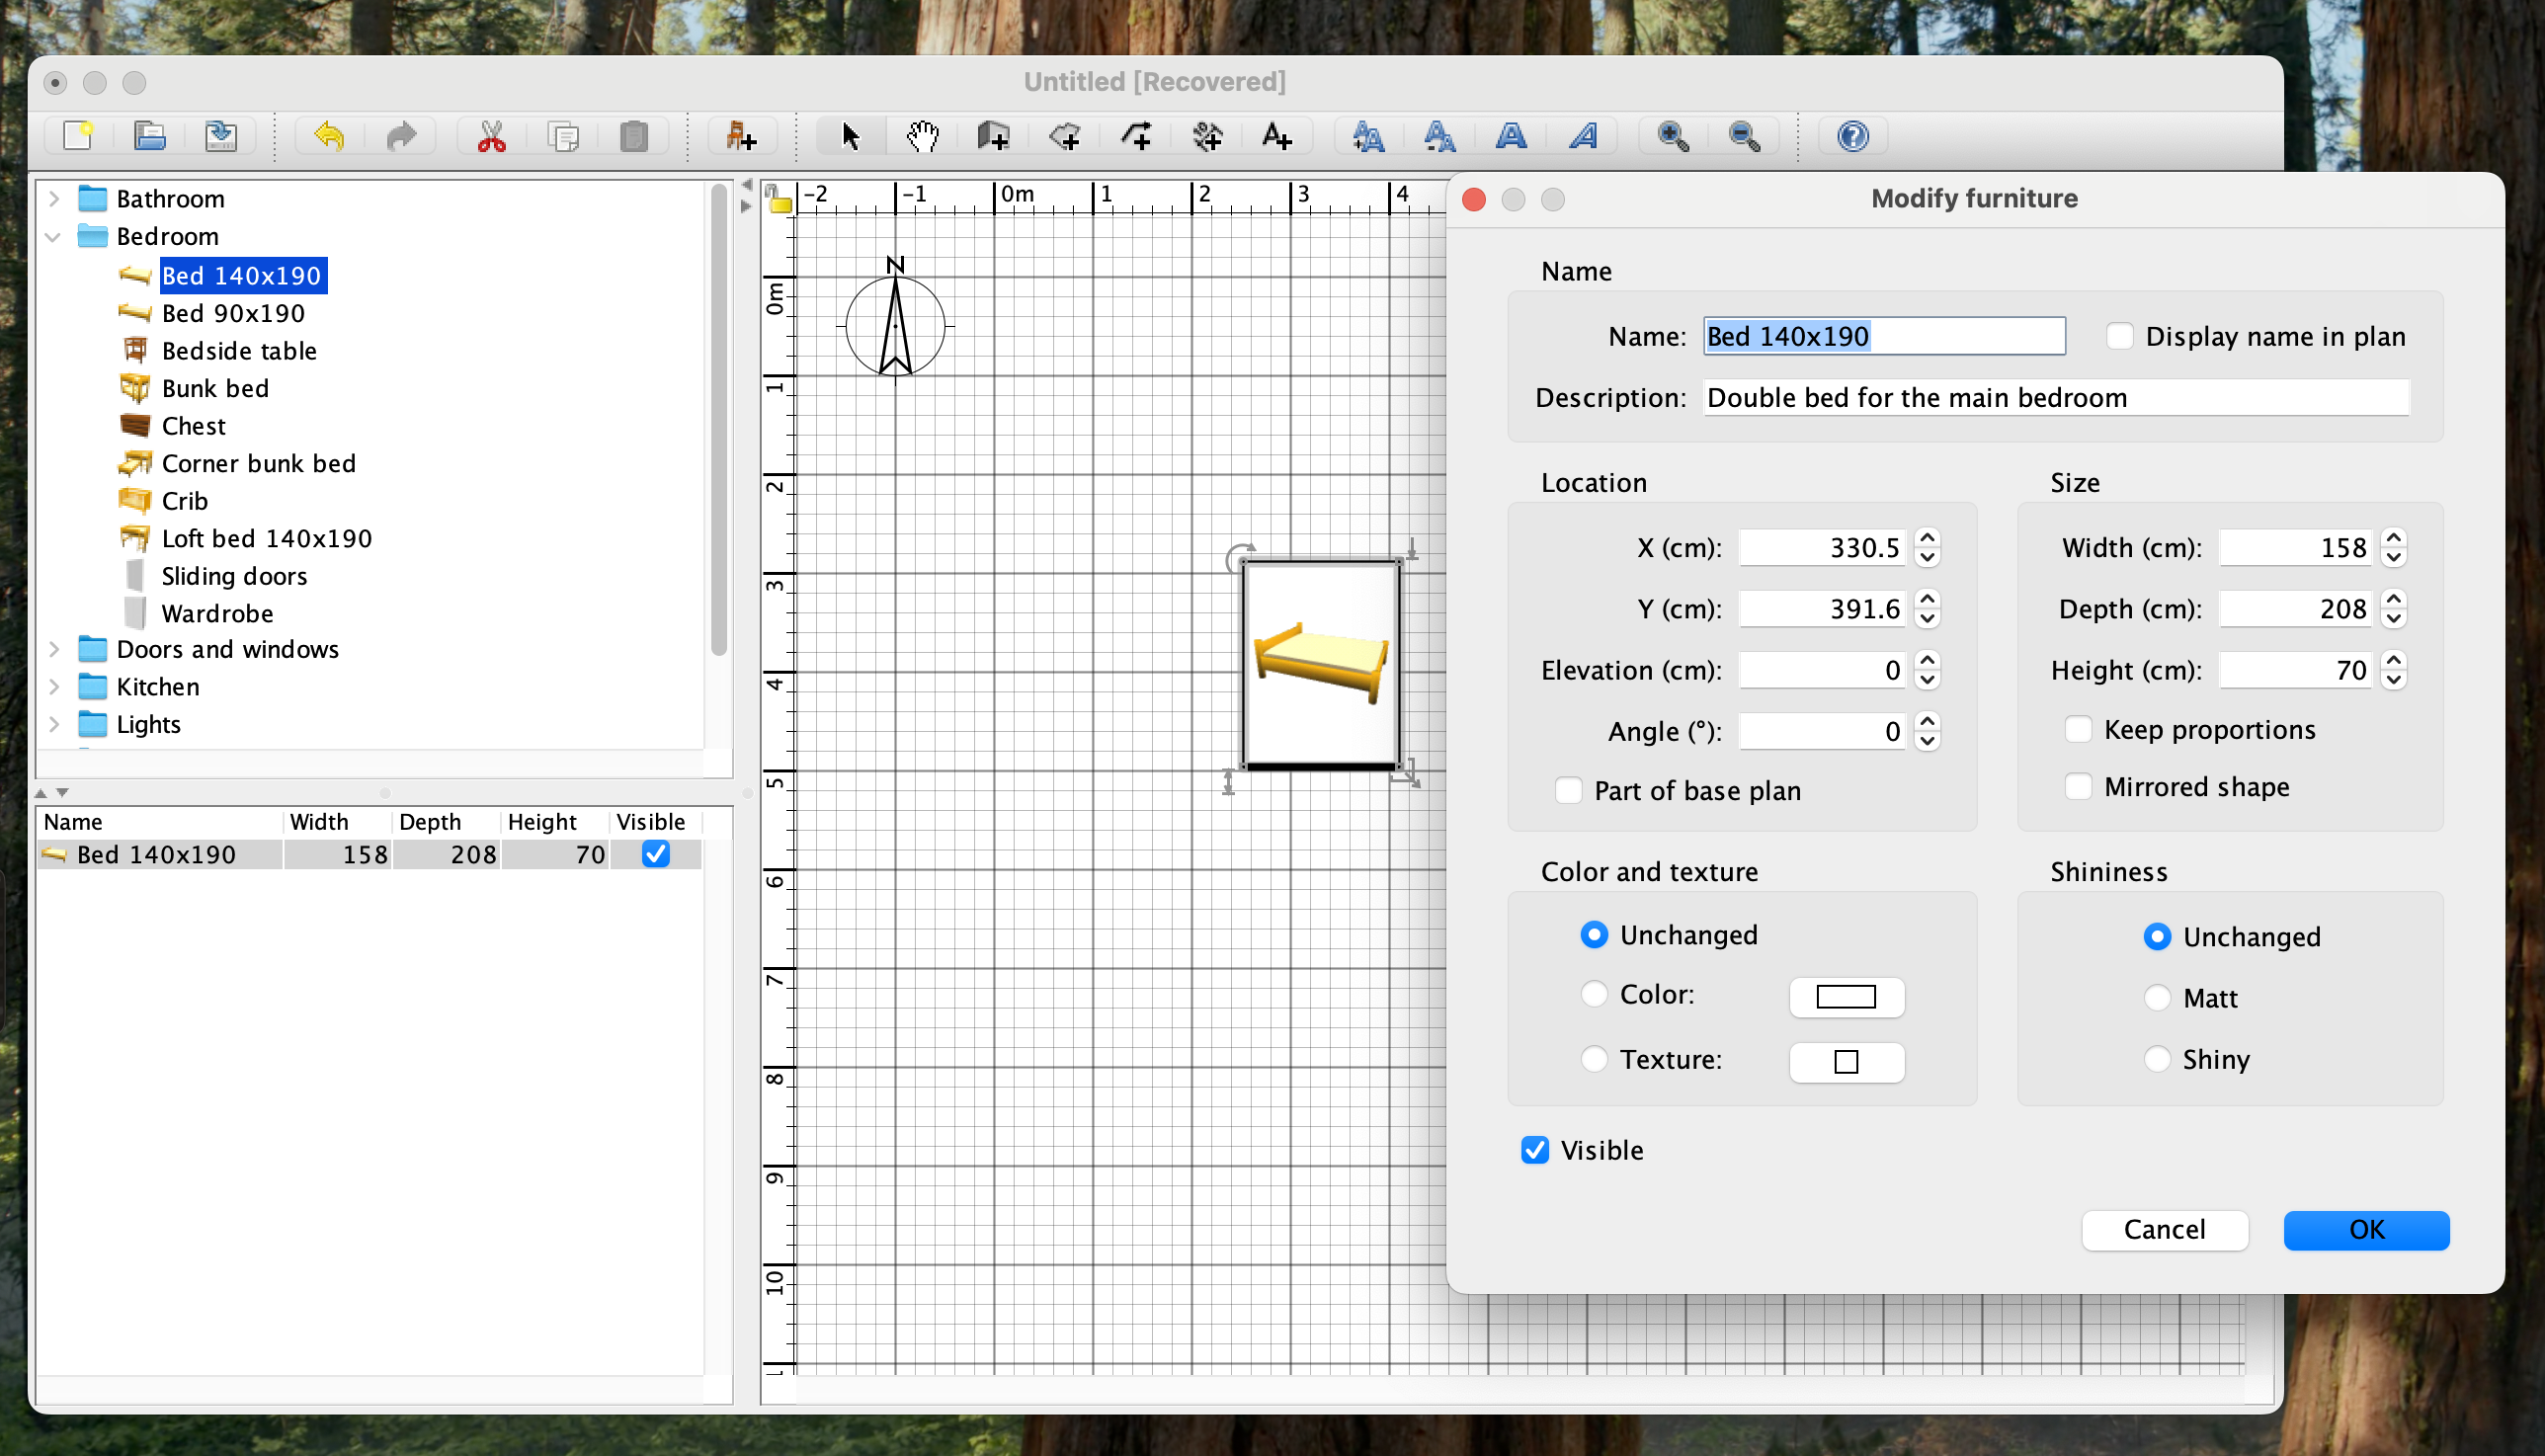 Untitled [Recovered]
Bathroom
Bedroom
Bed 140x190
Bed 90x190
Bedside table
Bunk bed
Chest
Corner bunk bed
Crib
Loft bed 140x190
Sliding doors
Wardrobe
Doors and windows
Kitchen
Lights
Name Width Depth Height Visible
Bed 140x190 158 208 70
-2 -1 0m 1 2 3 4
0m
1
2
3
4
5
6
7
8
9
10
N
Modify furniture
Name
Name: Bed 140x190 Display name in plan
Description: Double bed for the main bedroom
Location
X (cm): 330.5
Y (cm): 391.6
Elevation (cm): 0
Angle (°): 0
Part of base plan
Size
Width (cm): 158
Depth (cm): 208
Height (cm): 70
Keep proportions
Mirrored shape
Color and texture
Unchanged
Color:
Texture:
Shininess
Unchanged
Matt
Shiny
Visible
Cancel OK